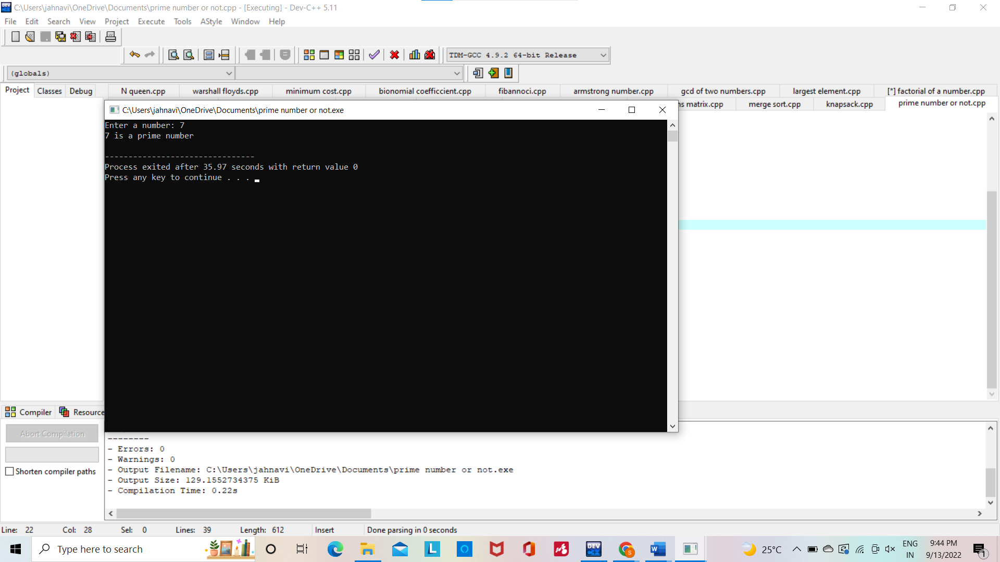 C:\Users\jahnavi\OneDrive\Documents\prime number or not.cpp - [Executing] - Dev-C++ 5.11
File Edit Search View Project Execute Tools AStyle Window Help
TDM-GCC 4.9.2 64-bit Release
(globals)
Project Classes Debug
N queen.cpp warshall floyds.cpp minimum cost.cpp bionomial coefficcient.cpp fibannoci.cpp armstrong number.cpp gcd of two numbers.cpp largest element.cpp [*] factorial of a number.cpp
ns matrix.cpp merge sort.cpp knapsack.cpp prime number or not.cpp
C:\Users\jahnavi\OneDrive\Documents\prime number or not.exe
Enter a number: 7
7 is a prime number
--------------------------------
Process exited after 35.97 seconds with return value 0
Press any key to continue . . .
Compiler Resource
Abort Compilation
Shorten compiler paths
--------
- Errors: 0
- Warnings: 0
- Output Filename: C:\Users\jahnavi\OneDrive\Documents\prime number or not.exe
- Output Size: 129.1552734375 KiB
- Compilation Time: 0.22s
Line: 22 Col: 28 Sel: 0 Lines: 39 Length: 612 Insert Done parsing in 0 seconds
Type here to search
DEV
25°C
ENG
IN
9:44 PM
9/13/2022
1